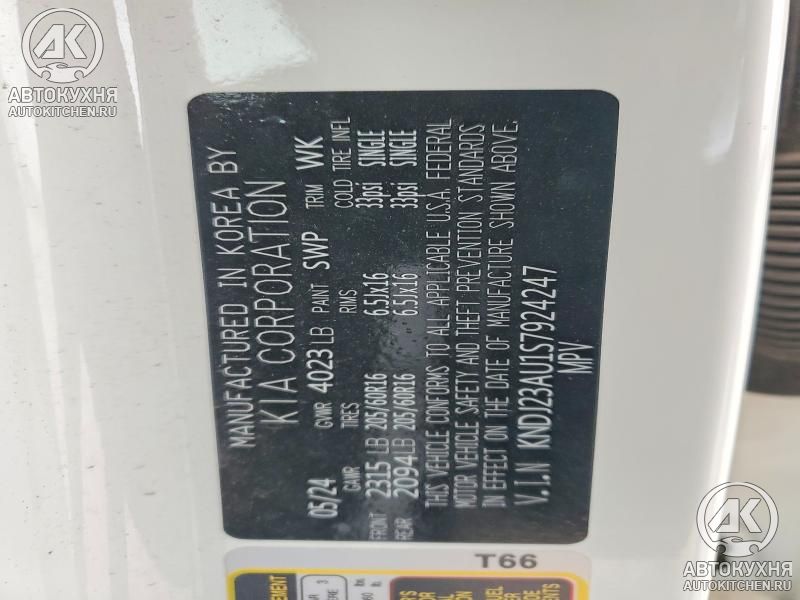 AK
АВТОКУХНЯ
AUTOKITCHEN.RU
MANUFACTURED IN KOREA BY
KIA CORPORATION
05/24 GVWR 4023 LB PAINT SWP TRIM WK
GAWR TIRES RIMS COLD TIRE INFL
FRONT 2315 LB 205/60R16 6.5Jx16 33psi SINGLE
REAR 2094 LB 205/60R16 6.5Jx16 33psi SINGLE
THIS VEHICLE CONFORMS TO ALL APPLICABLE U.S.A. FEDERAL
MOTOR VEHICLE SAFETY AND THEFT PREVENTION STANDARDS
IN EFFECT ON THE DATE OF MANUFACTURE SHOWN ABOVE.
V.I.N KNDJ23AU1S7924247
MPV
T66
AK
АВТОКУХНЯ
AUTOKITCHEN.RU